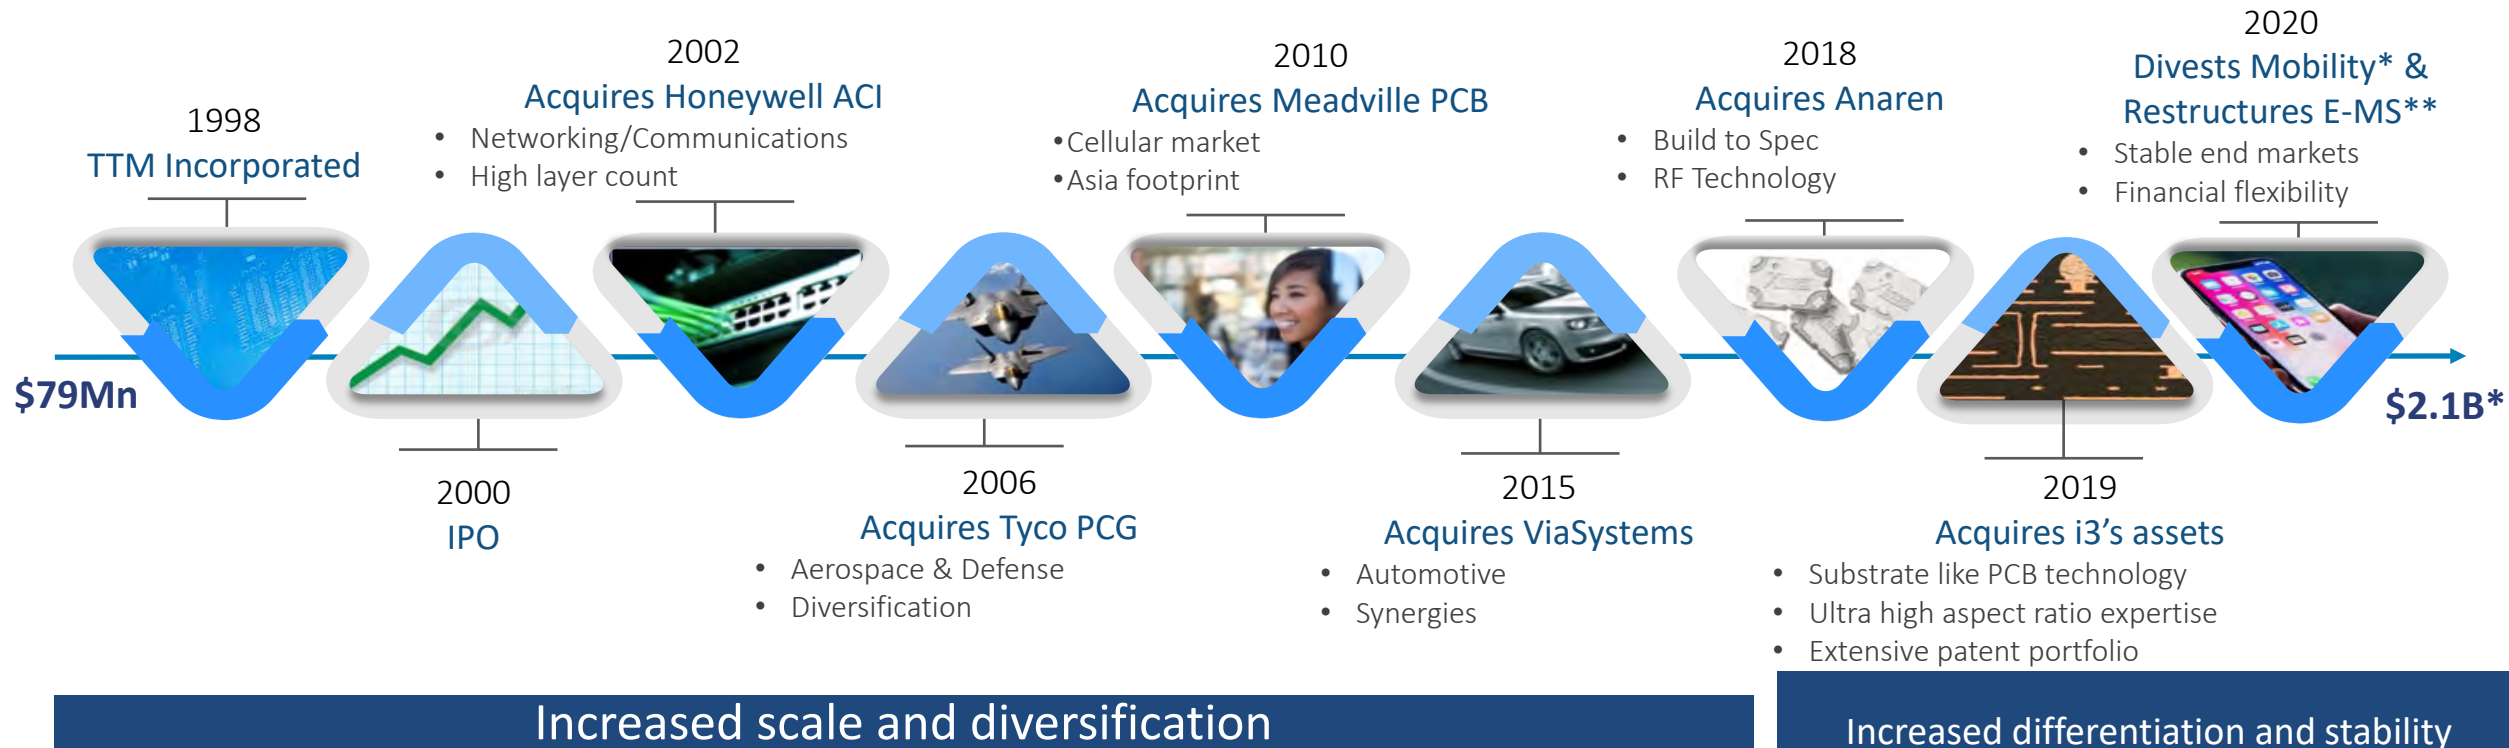 1998
TTM Incorporated
2000
IPO
2002
Acquires Honeywell ACI
• Networking/Communications
• High layer count
2006
Acquires Tyco PCG
• Aerospace & Defense
• Diversification
2010
Acquires Meadville PCB
•Cellular market
•Asia footprint
2015
Acquires ViaSystems
• Automotive
• Synergies
2018
Acquires Anaren
• Build to Spec
• RF Technology
2019
Acquires i3’s assets
• Substrate like PCB technology
• Ultra high aspect ratio expertise
• Extensive patent portfolio
2020
Divests Mobility* &
Restructures E-MS**
• Stable end markets
• Financial flexibility
$79Mn
$2.1B*
Increased scale and diversification
Increased differentiation and stability